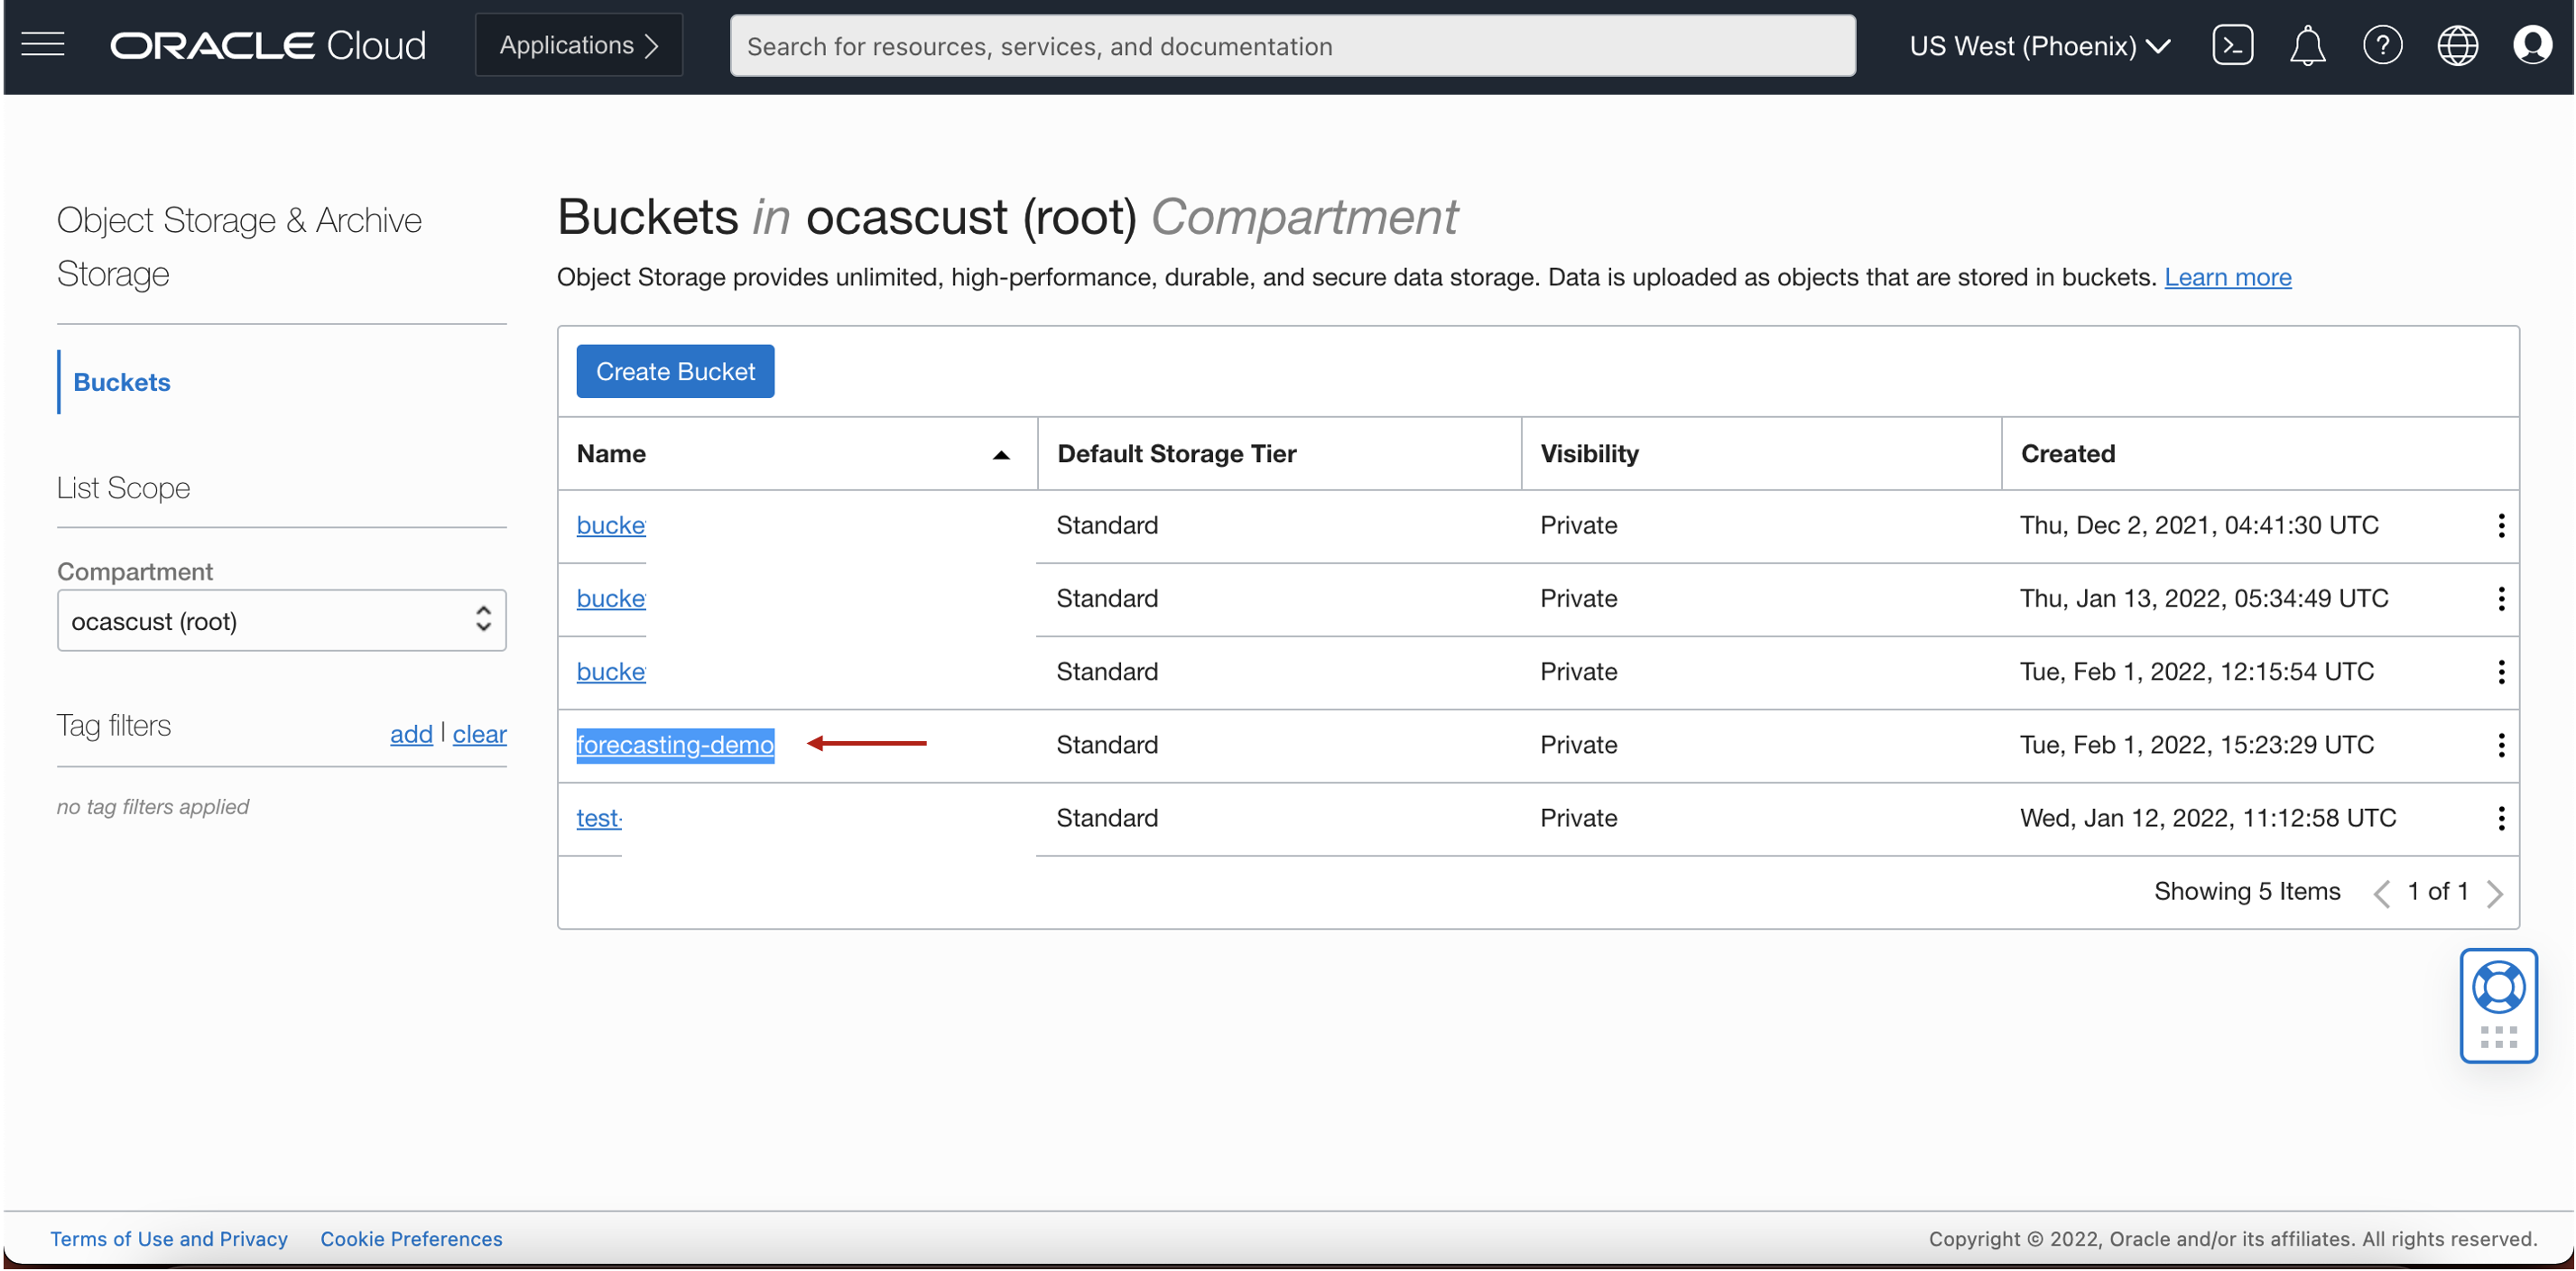 ORACLE Cloud
Applications
Search for resources, services, and documentation
US West (Phoenix)
Object Storage & Archive
Storage
Buckets
List Scope
Compartment
ocascust (root)
Tag filters
add | clear
no tag filters applied
Buckets in ocascust (root) Compartment
Object Storage provides unlimited, high-performance, durable, and secure data storage. Data is uploaded as objects that are stored in buckets. Learn more
Create Bucket
Name Default Storage Tier Visibility Created
bucke Standard Private Thu, Dec 2, 2021, 04:41:30 UTC
bucke Standard Private Thu, Jan 13, 2022, 05:34:49 UTC
bucke Standard Private Tue, Feb 1, 2022, 12:15:54 UTC
forecasting-demo Standard Private Tue, Feb 1, 2022, 15:23:29 UTC
test- Standard Private Wed, Jan 12, 2022, 11:12:58 UTC
Showing 5 Items 1 of 1
Terms of Use and Privacy Cookie Preferences
Copyright © 2022, Oracle and/or its affiliates. All rights reserved.